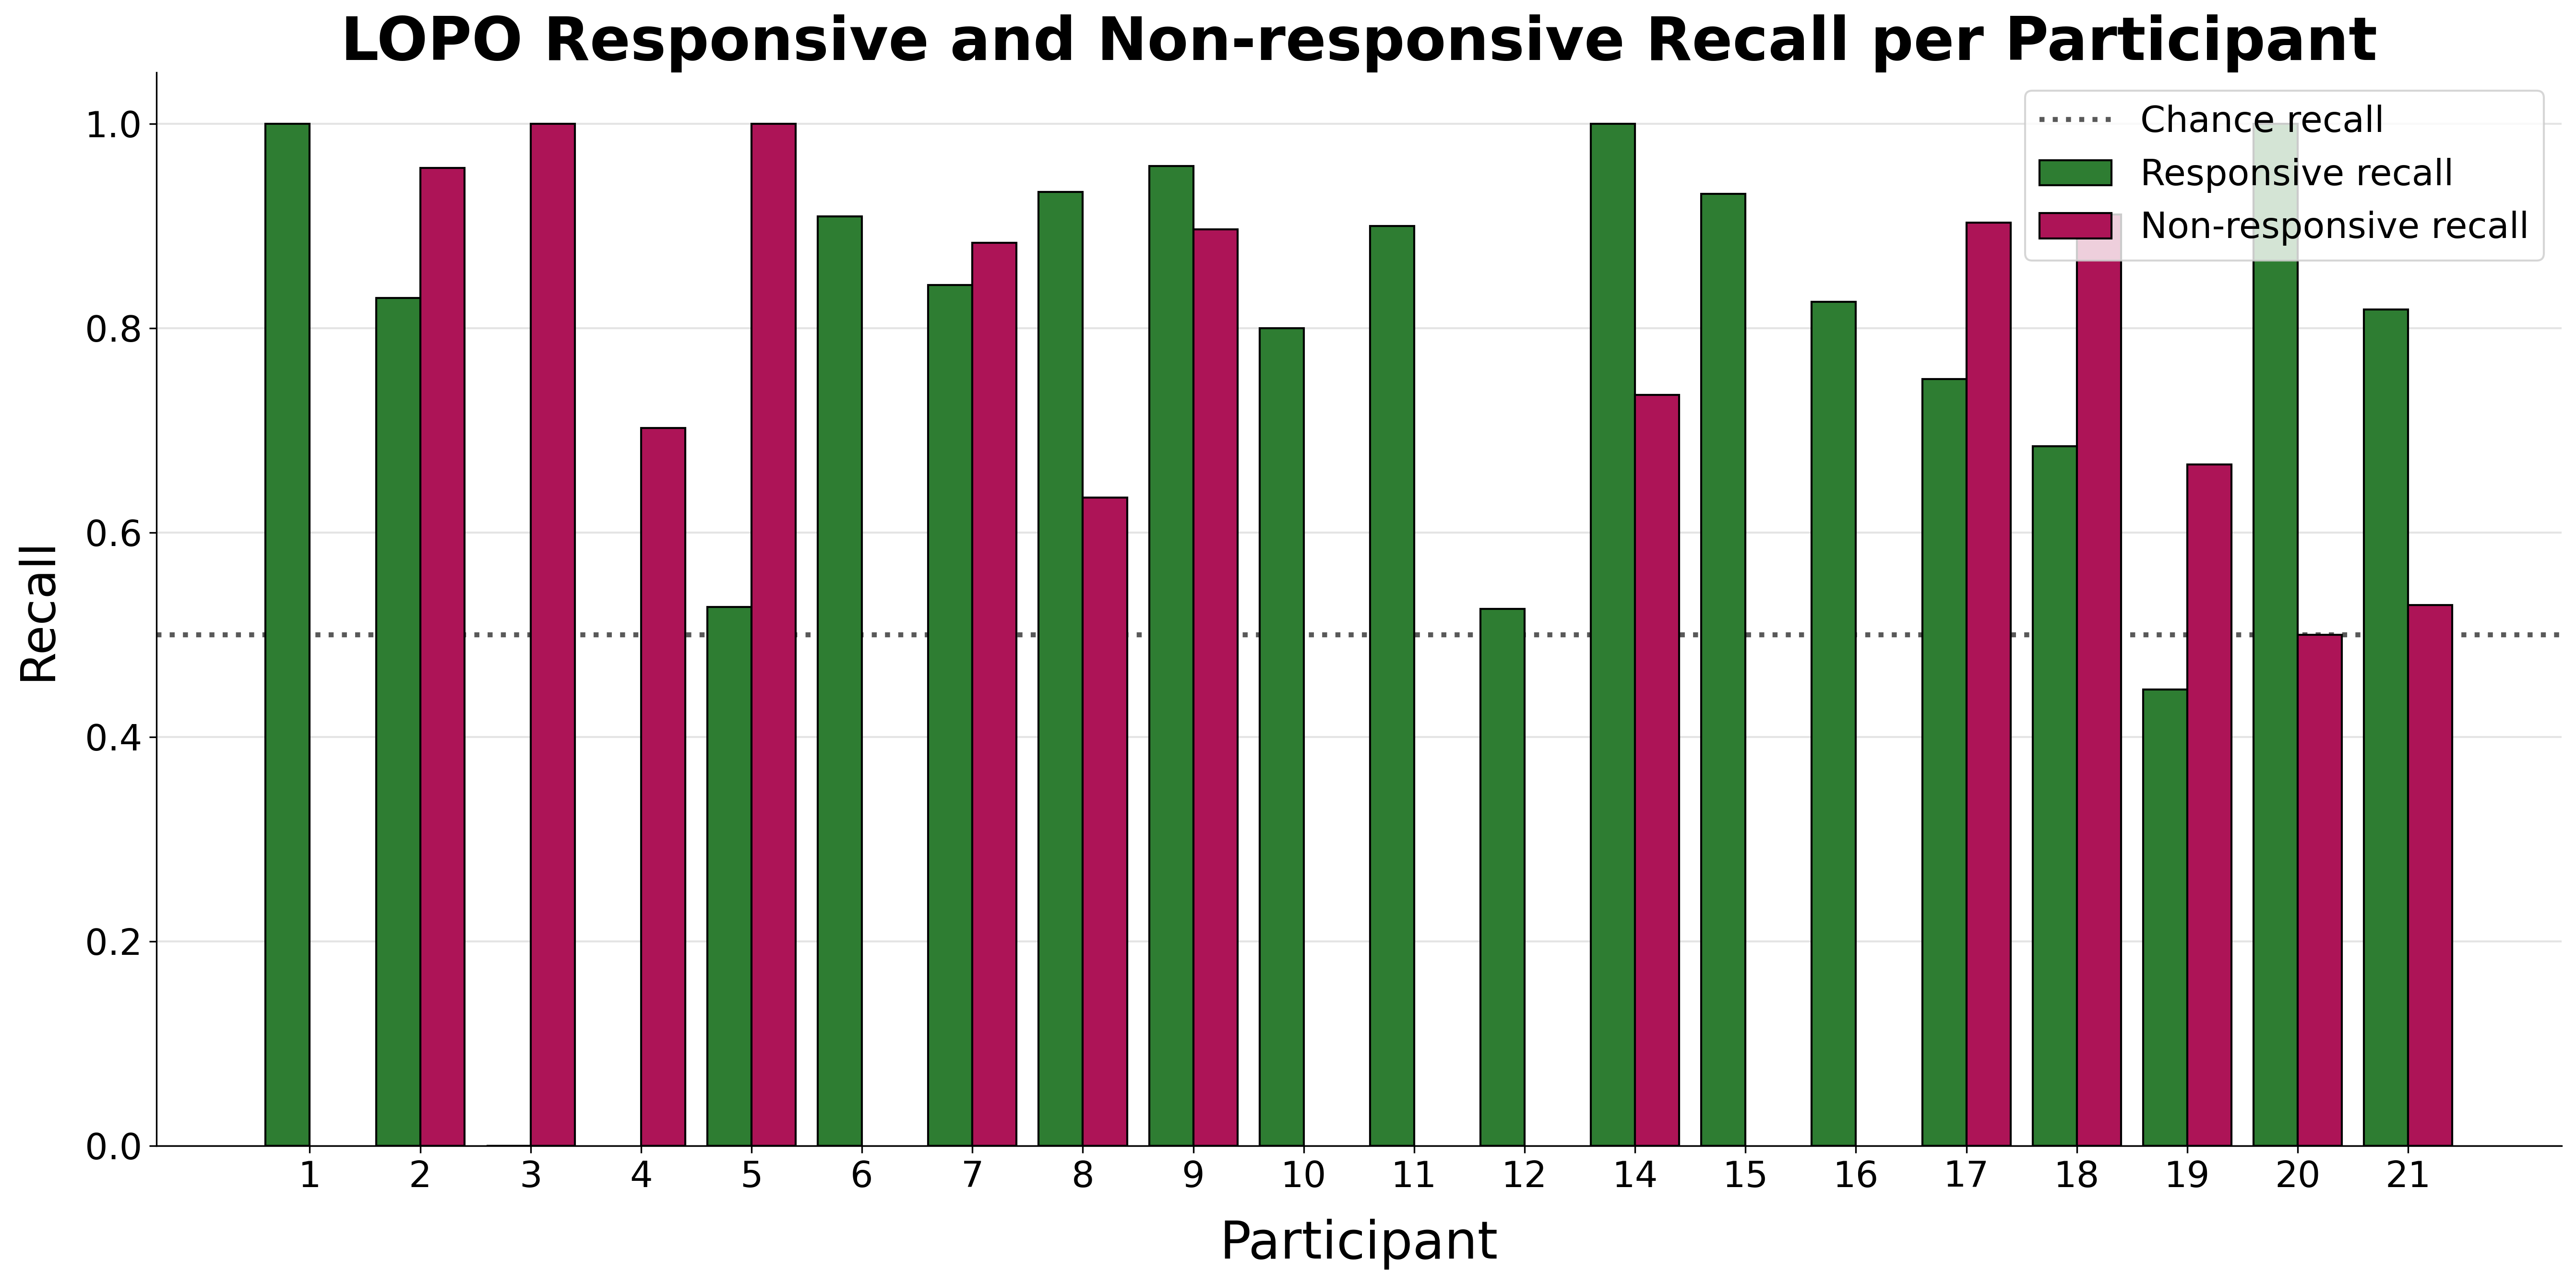 LOPO Responsive and Non-responsive Recall per Participant
Chance recall
Responsive recall
Non-responsive recall
1.0
0.8
0.6
0.4
0.2
0.0
Recall
1 2 3 4 5 6 7 8 9 10 11 12 14 15 16 17 18 19 20 21
Participant